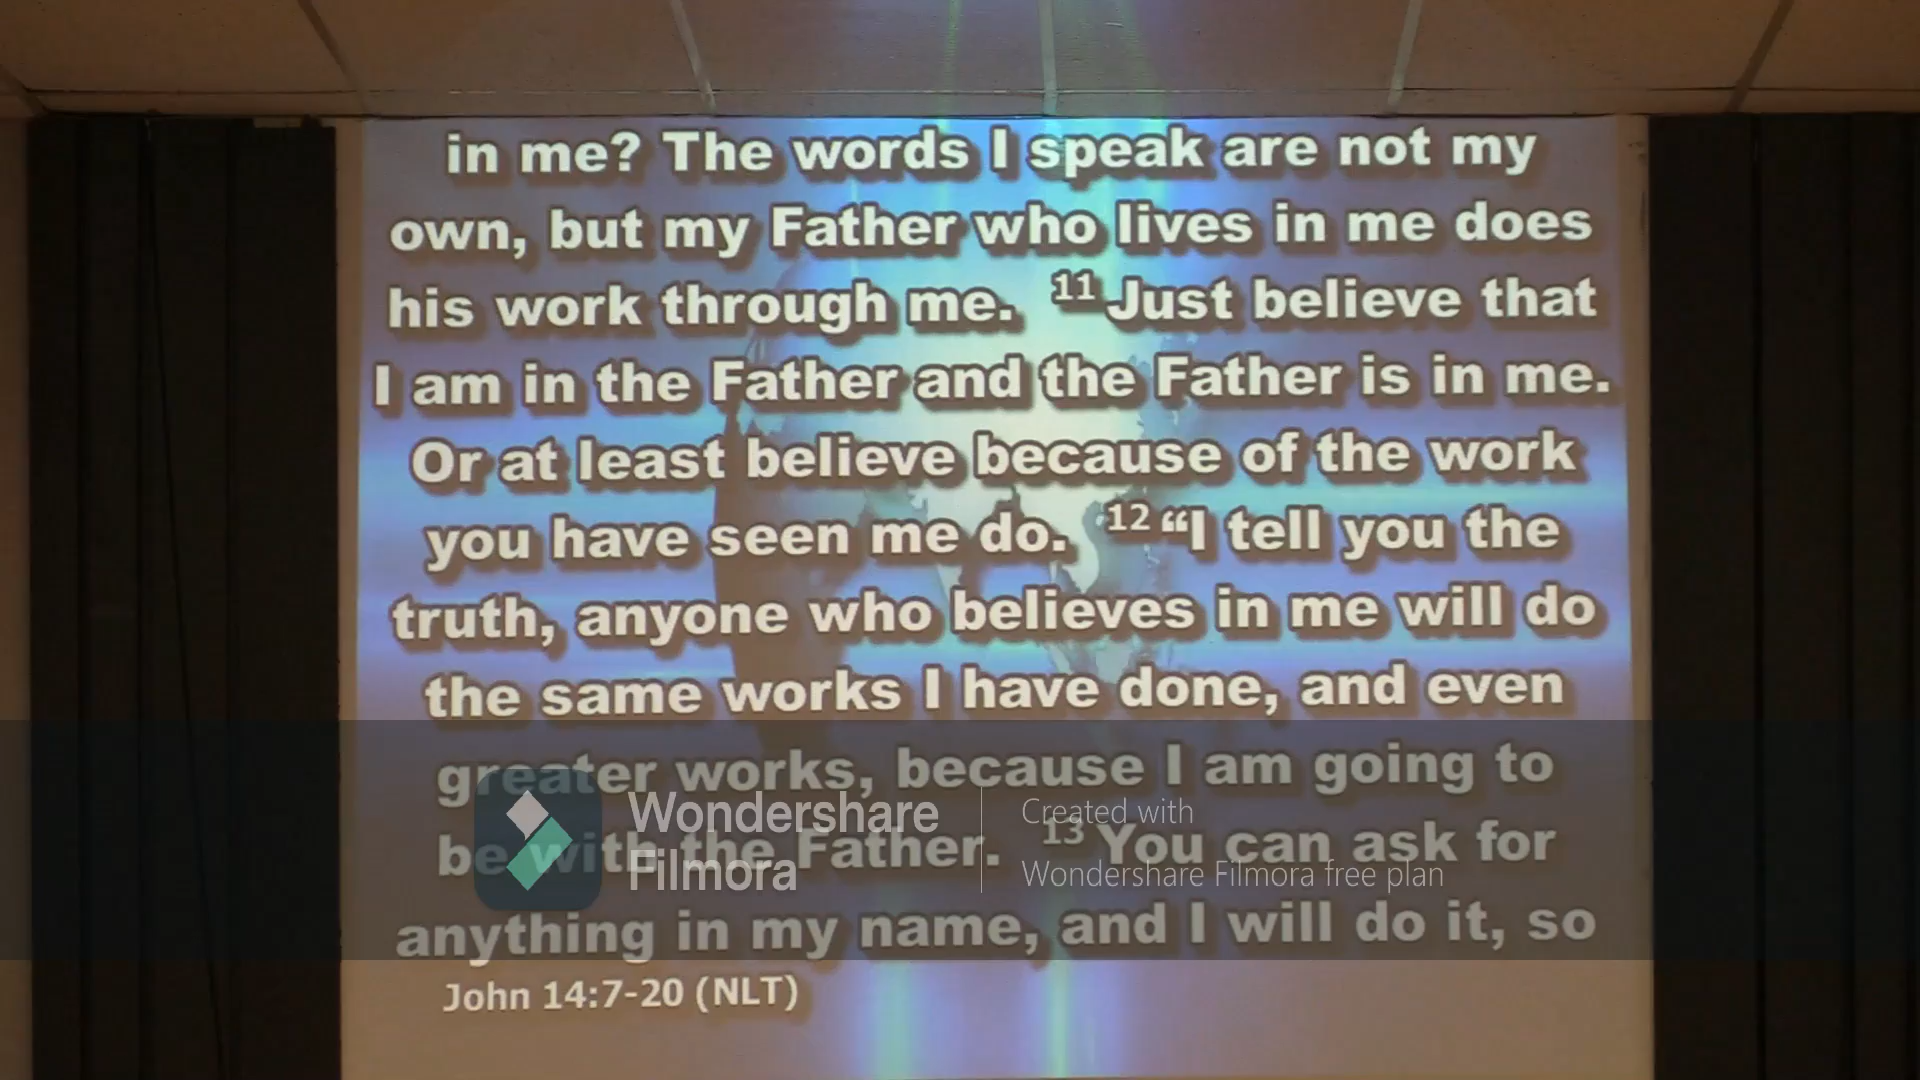 in me? The words I speak are not my
own, but my Father who lives in me does
his work through me. 11 Just believe that
I am in the Father and the Father is in me.
Or at least believe because of the work
you have seen me do. 12 “I tell you the
truth, anyone who believes in me will do
the same works I have done, and even
greater works, because I am going to
be with the Father. 13 You can ask for
anything in my name, and I will do it, so
John 14:7-20 (NLT)
Wondershare
Filmora
Created with
Wondershare Filmora free plan